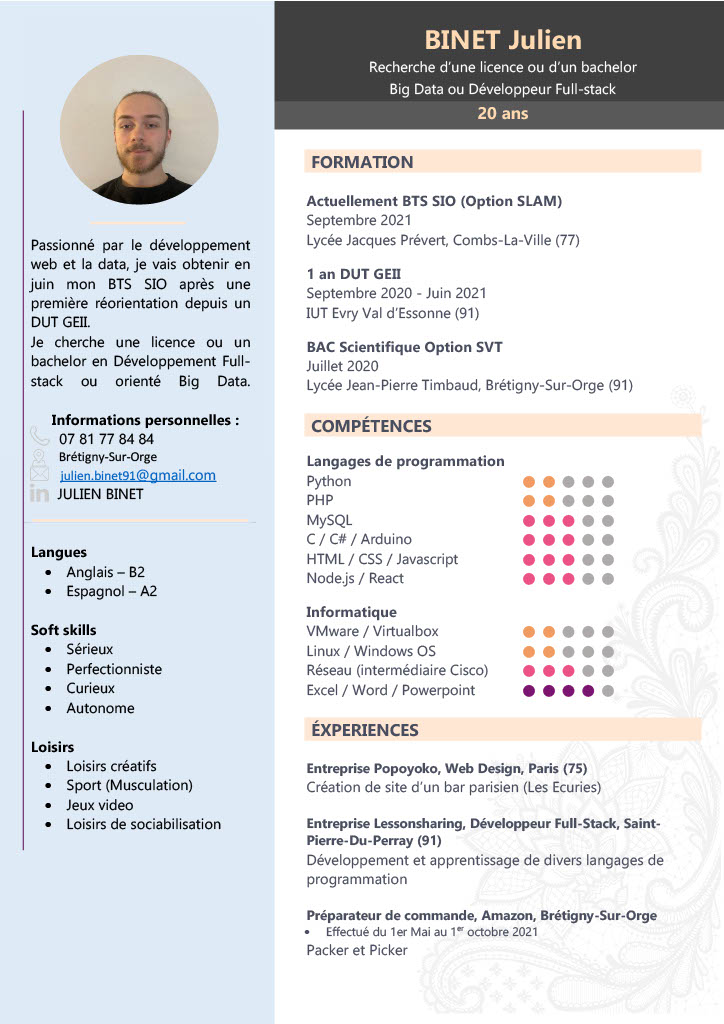 BINET Julien
Recherche d'une licence ou d'un bachelor
Big Data ou Développeur Full-stack
20 ans
Passionné par le développement
web et la data, je vais obtenir en
juin mon BTS SIO après une
première réorientation depuis un
DUT GEII.
Je cherche une licence ou un
bachelor en Développement Full-
stack ou orienté Big Data.
Informations personnelles :
07 81 77 84 84
Brétigny-Sur-Orge
julien.binet91@gmail.com
in JULIEN BINET
Langues
• Anglais – B2
• Espagnol – A2
Soft skills
• Sérieux
• Perfectionniste
• Curieux
• Autonome
Loisirs
• Loisirs créatifs
• Sport (Musculation)
• Jeux video
• Loisirs de sociabilisation
FORMATION
Actuellement BTS SIO (Option SLAM)
Septembre 2021
Lycée Jacques Prévert, Combs-La-Ville (77)
1 an DUT GEII
Septembre 2020 - Juin 2021
IUT Evry Val d'Essonne (91)
BAC Scientifique Option SVT
Juillet 2020
Lycée Jean-Pierre Timbaud, Brétigny-Sur-Orge (91)
COMPÉTENCES
Langages de programmation
Python
PHP
MySQL
C / C# / Arduino
HTML / CSS / Javascript
Node.js / React
Informatique
VMware / Virtualbox
Linux / Windows OS
Réseau (intermédiaire Cisco)
Excel / Word / Powerpoint
ÉXPERIENCES
Entreprise Popoyoko, Web Design, Paris (75)
Création de site d'un bar parisien (Les Ecuries)
Entreprise Lessonsharing, Développeur Full-Stack, Saint-
Pierre-Du-Perray (91)
Développement et apprentissage de divers langages de
programmation
Préparateur de commande, Amazon, Brétigny-Sur-Orge
• Effectué du 1er Mai au 1er octobre 2021
Packer et Picker